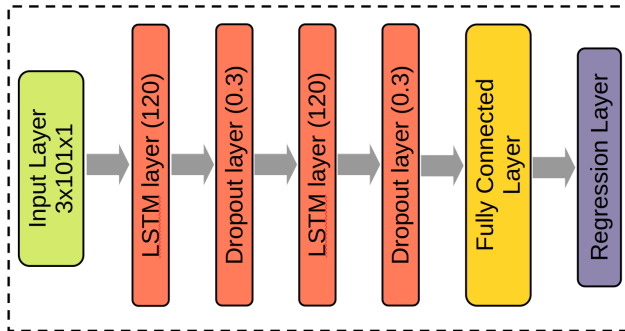 Input Layer
3x101x1
LSTM layer (120)
Dropout layer (0.3)
LSTM layer (120)
Dropout layer (0.3)
Fully Connected
Layer
Regression Layer